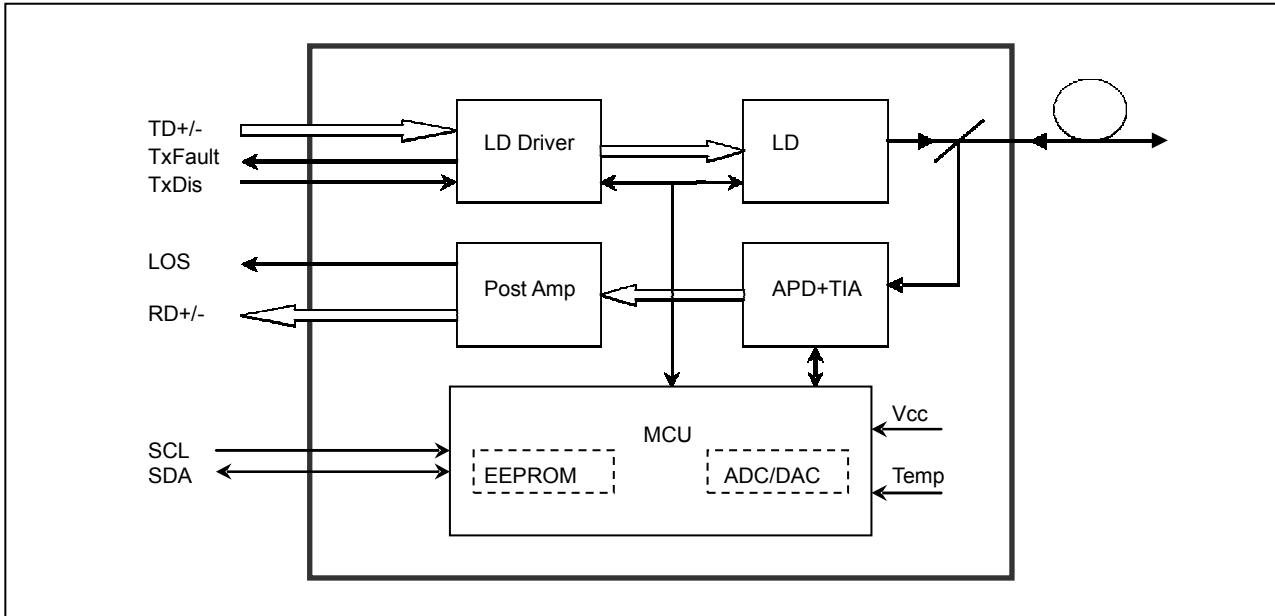 TD+/-
TxFault
TxDis
LD Driver
LD
LOS
RD+/-
Post Amp
APD+TIA
SCL
SDA
MCU
EEPROM
ADC/DAC
Vcc
Temp